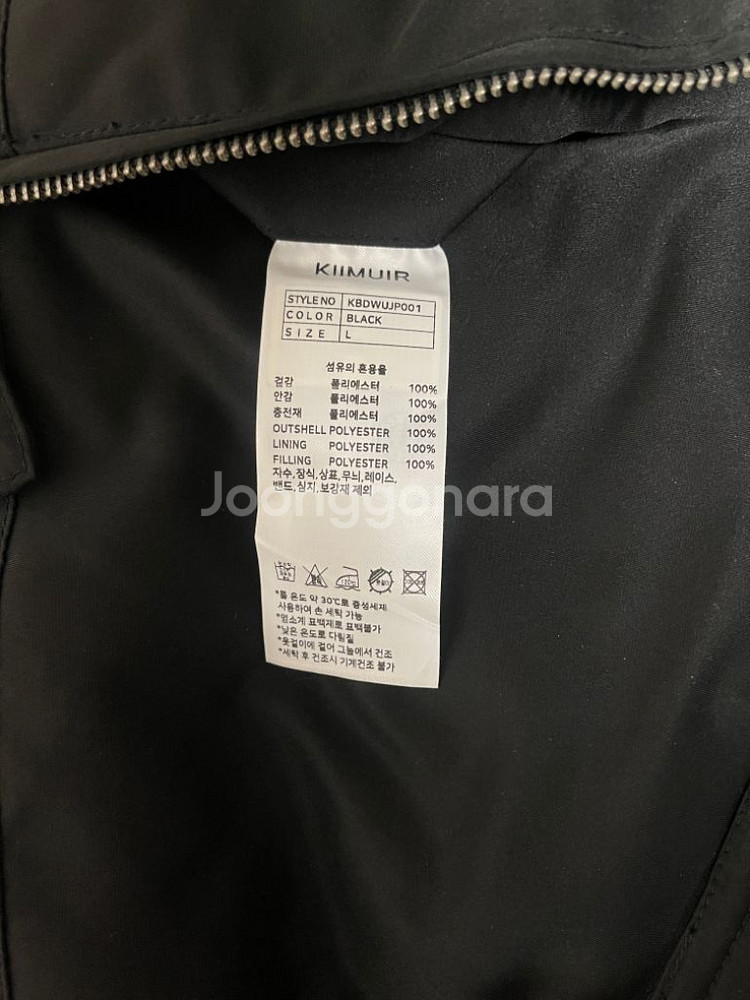 KIIMUIR
STYLE NO KBDWUJP001
COLOR BLACK
SIZE L
섬유의 혼용율
겉감 폴리에스터 100%
안감 폴리에스터 100%
충전재 폴리에스터 100%
OUTSHELL POLYESTER 100%
LINING POLYESTER 100%
FILLING POLYESTER 100%
자수,장식,상표,무늬,레이스,
밴드,심지,보강재 제외
Joonggonara
*물 온도 약 30℃로 중성세제
사용하여 손 세탁 가능
*염소계 표백제로 표백불가
*낮은 온도로 다림질
*옷걸이에 걸어 그늘에서 건조
*세탁 후 건조시 기계건조 불가